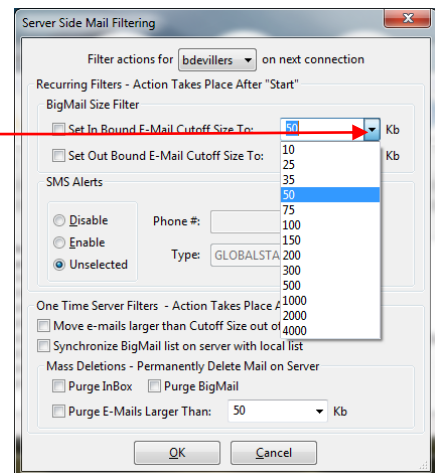 Server Side Mail Filtering
Filter actions for bdevillers on next connection
Recurring Filters - Action Takes Place After "Start"
BigMail Size Filter
Set In Bound E-Mail Cutoff Size To: 50 Kb
Set Out Bound E-Mail Cutoff Size To: Kb
10
25
35
50
75
100
150
200
300
500
1000
2000
4000
SMS Alerts
Disable
Enable
Unselected
Phone #:
Type: GLOBALSTA
One Time Server Filters - Action Takes Place A
Move e-mails larger than Cutoff Size out of
Synchronize BigMail list on server with local list
Mass Deletions - Permanently Delete Mail on Server
Purge InBox Purge BigMail
Purge E-Mails Larger Than: 50 Kb
OK Cancel